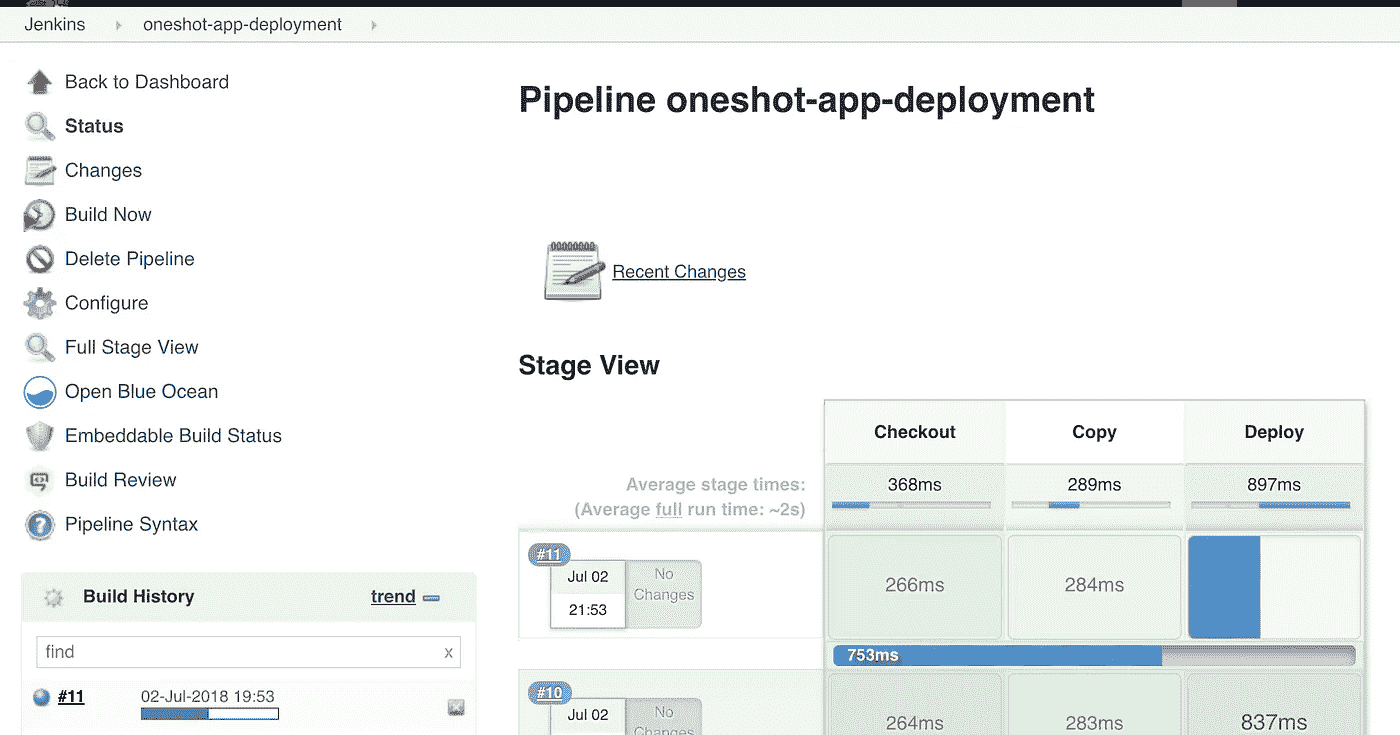 Jenkins
oneshot-app-deployment
Back to Dashboard
Status
Changes
Build Now
Delete Pipeline
Configure
Full Stage View
Open Blue Ocean
Embeddable Build Status
Build Review
Pipeline Syntax
Build History
trend
find
x
#11
02-Jul-2018 19:53
Pipeline oneshot-app-deployment
Recent Changes
Stage View
Checkout Copy Deploy
Average stage times:
(Average full run time: ~2s)
368ms 289ms 897ms
#11
Jul 02
21:53
No
Changes
266ms 284ms
753ms
#10
Jul 02
No
Changes
264ms 283ms 837ms